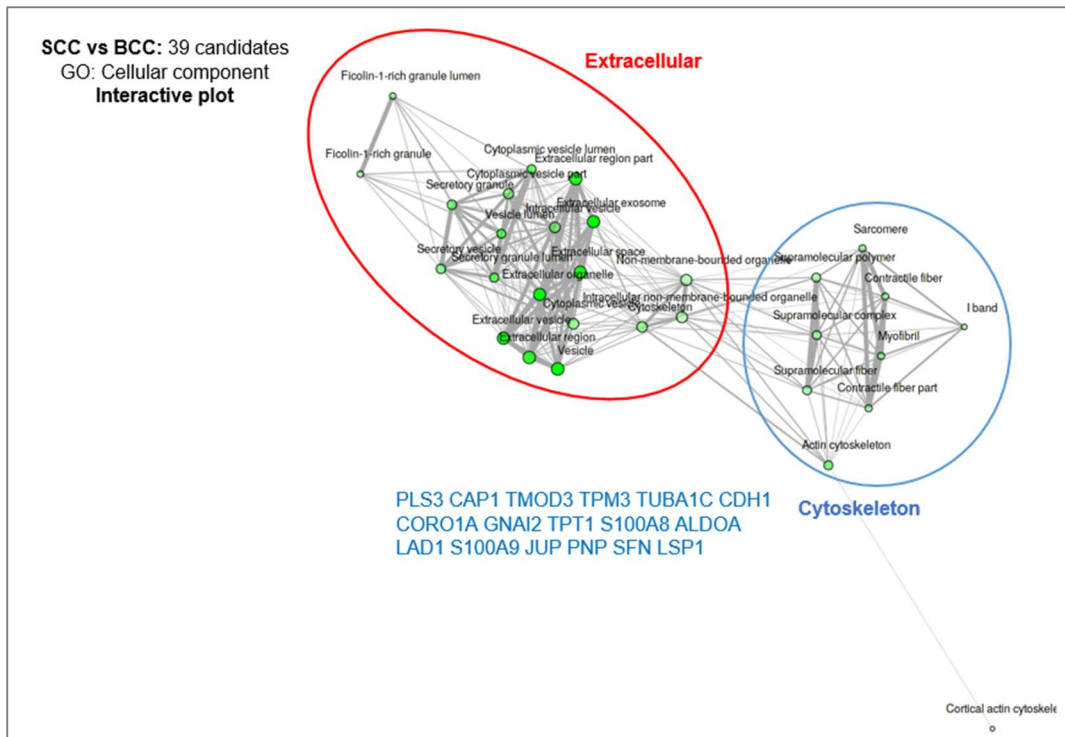 SCC vs BCC: 39 candidates
GO: Cellular component
Interactive plot
Extracellular
Ficolin-1-rich granule lumen
Ficolin-1-rich granule
Cytoplasmic vesicle lumen
Extracellular region part
Cytoplasmic vesicle part
Secretory granule
Extracellular exosome
Intracellular vesicle
Vesicle lumen
Secretory vesicle
Extracellular space
Secretory granule lumen
Non-membrane-bounded organelle
Extracellular organelle
Intracellular non-membrane-bounded organelle
Cytoplasmic vesicle
Cytoskeleton
Extracellular vesicle
Extracellular region
Vesicle
Sarcomere
Supramolecular polymer
Contractile fiber
I band
Supramolecular complex
Myofibril
Supramolecular fiber
Contractile fiber part
Actin cytoskeleton
Cytoskeleton
PLS3 CAP1 TMOD3 TPM3 TUBA1C CDH1
CORO1A GNAI2 TPT1 S100A8 ALDOA
LAD1 S100A9 JUP PNP SFN LSP1
Cortical actin cytoskele